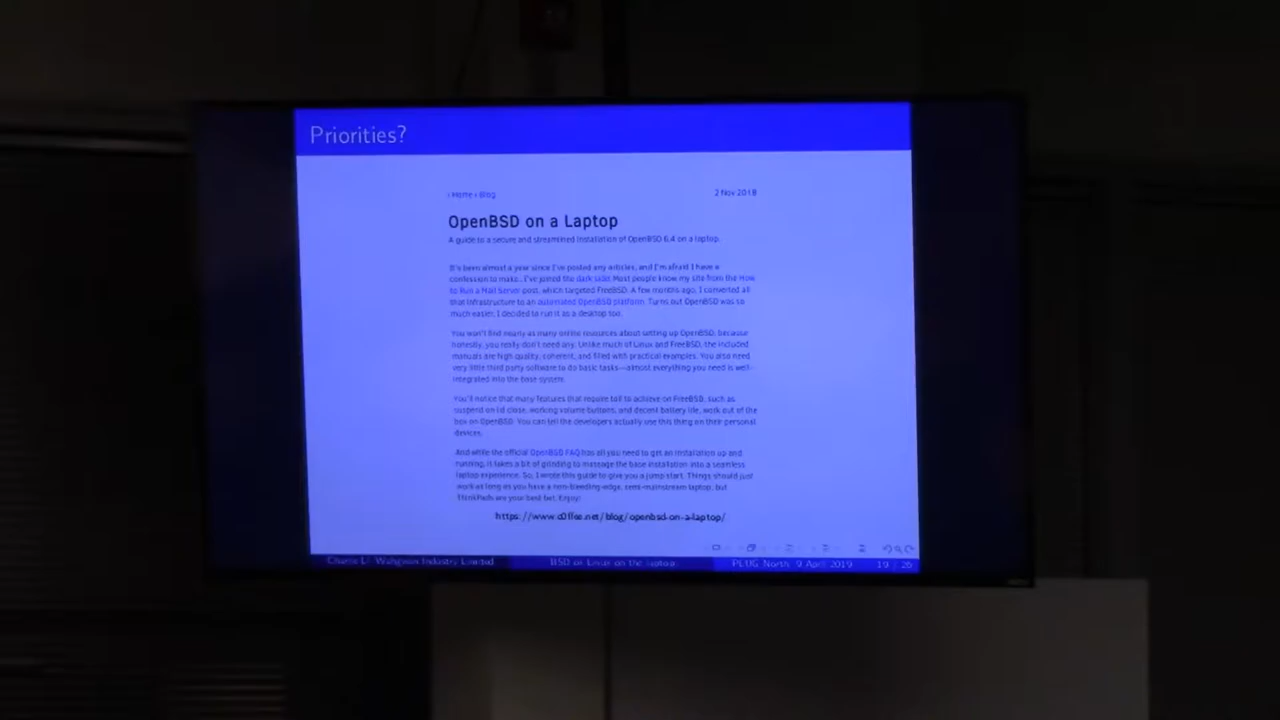 Priorities?
‹ Home ‹ Blog
2 Nov 2018
OpenBSD on a Laptop
A guide to a secure and streamlined installation of OpenBSD 6.4 on a laptop.
It's been almost a year since I've posted any articles, and I'm afraid I have a
confession to make. I've joined the dark side! Most people know my site from the How
to Run a Mail Server post, which targeted FreeBSD. A few months ago, I converted all
that infrastructure to an automated OpenBSD platform. Turns out OpenBSD was so
much easier, I decided to run it as a desktop too.
You won't find nearly as many online resources about setting up OpenBSD, because
honestly, you really don't need any. Unlike much of Linux and FreeBSD, the included
manuals are high quality, coherent, and filled with practical examples. You also need
very little third party software to do basic tasks—almost everything you need is well-
integrated into the base system.
You'll notice that many features that require toil to achieve on FreeBSD, such as
suspend on lid close, working volume buttons, and decent battery life, work out of the
box on OpenBSD. You can tell the developers actually use this thing on their personal
devices.
And while the official OpenBSD FAQ has all you need to get an installation up and
running, is takes a bit of grinding to massage the base installation into a seamless
laptop experience. So, I wrote this guide to give you a jump start. Things should just
work as long as you have a non-bleeding-edge, semi-mainstream laptop, but
ThinkPads are your best bet. Enjoy!
https://www.c0ffee.net/blog/openbsd-on-a-laptop/
Industry Limited
BSD or Linux on the laptop
PLUG North 9 April 2019
19 / 26